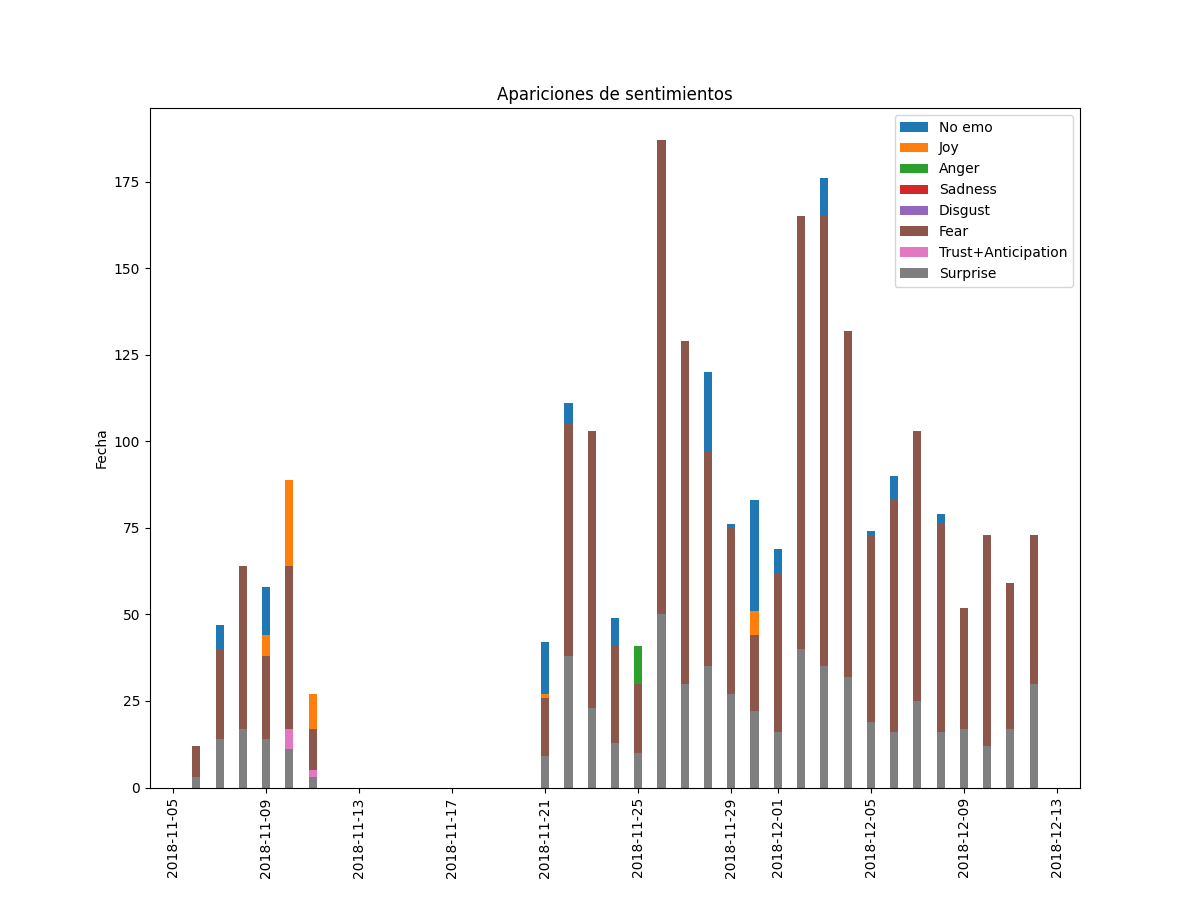 Apariciones de sentimientos
No emo
Joy
Anger
Sadness
Disgust
Fear
Trust+Anticipation
Surprise
Fecha
175
150
125
100
75
50
25
0
2018-11-05
2018-11-09
2018-11-13
2018-11-17
2018-11-21
2018-11-25
2018-11-29
2018-12-01
2018-12-05
2018-12-09
2018-12-13